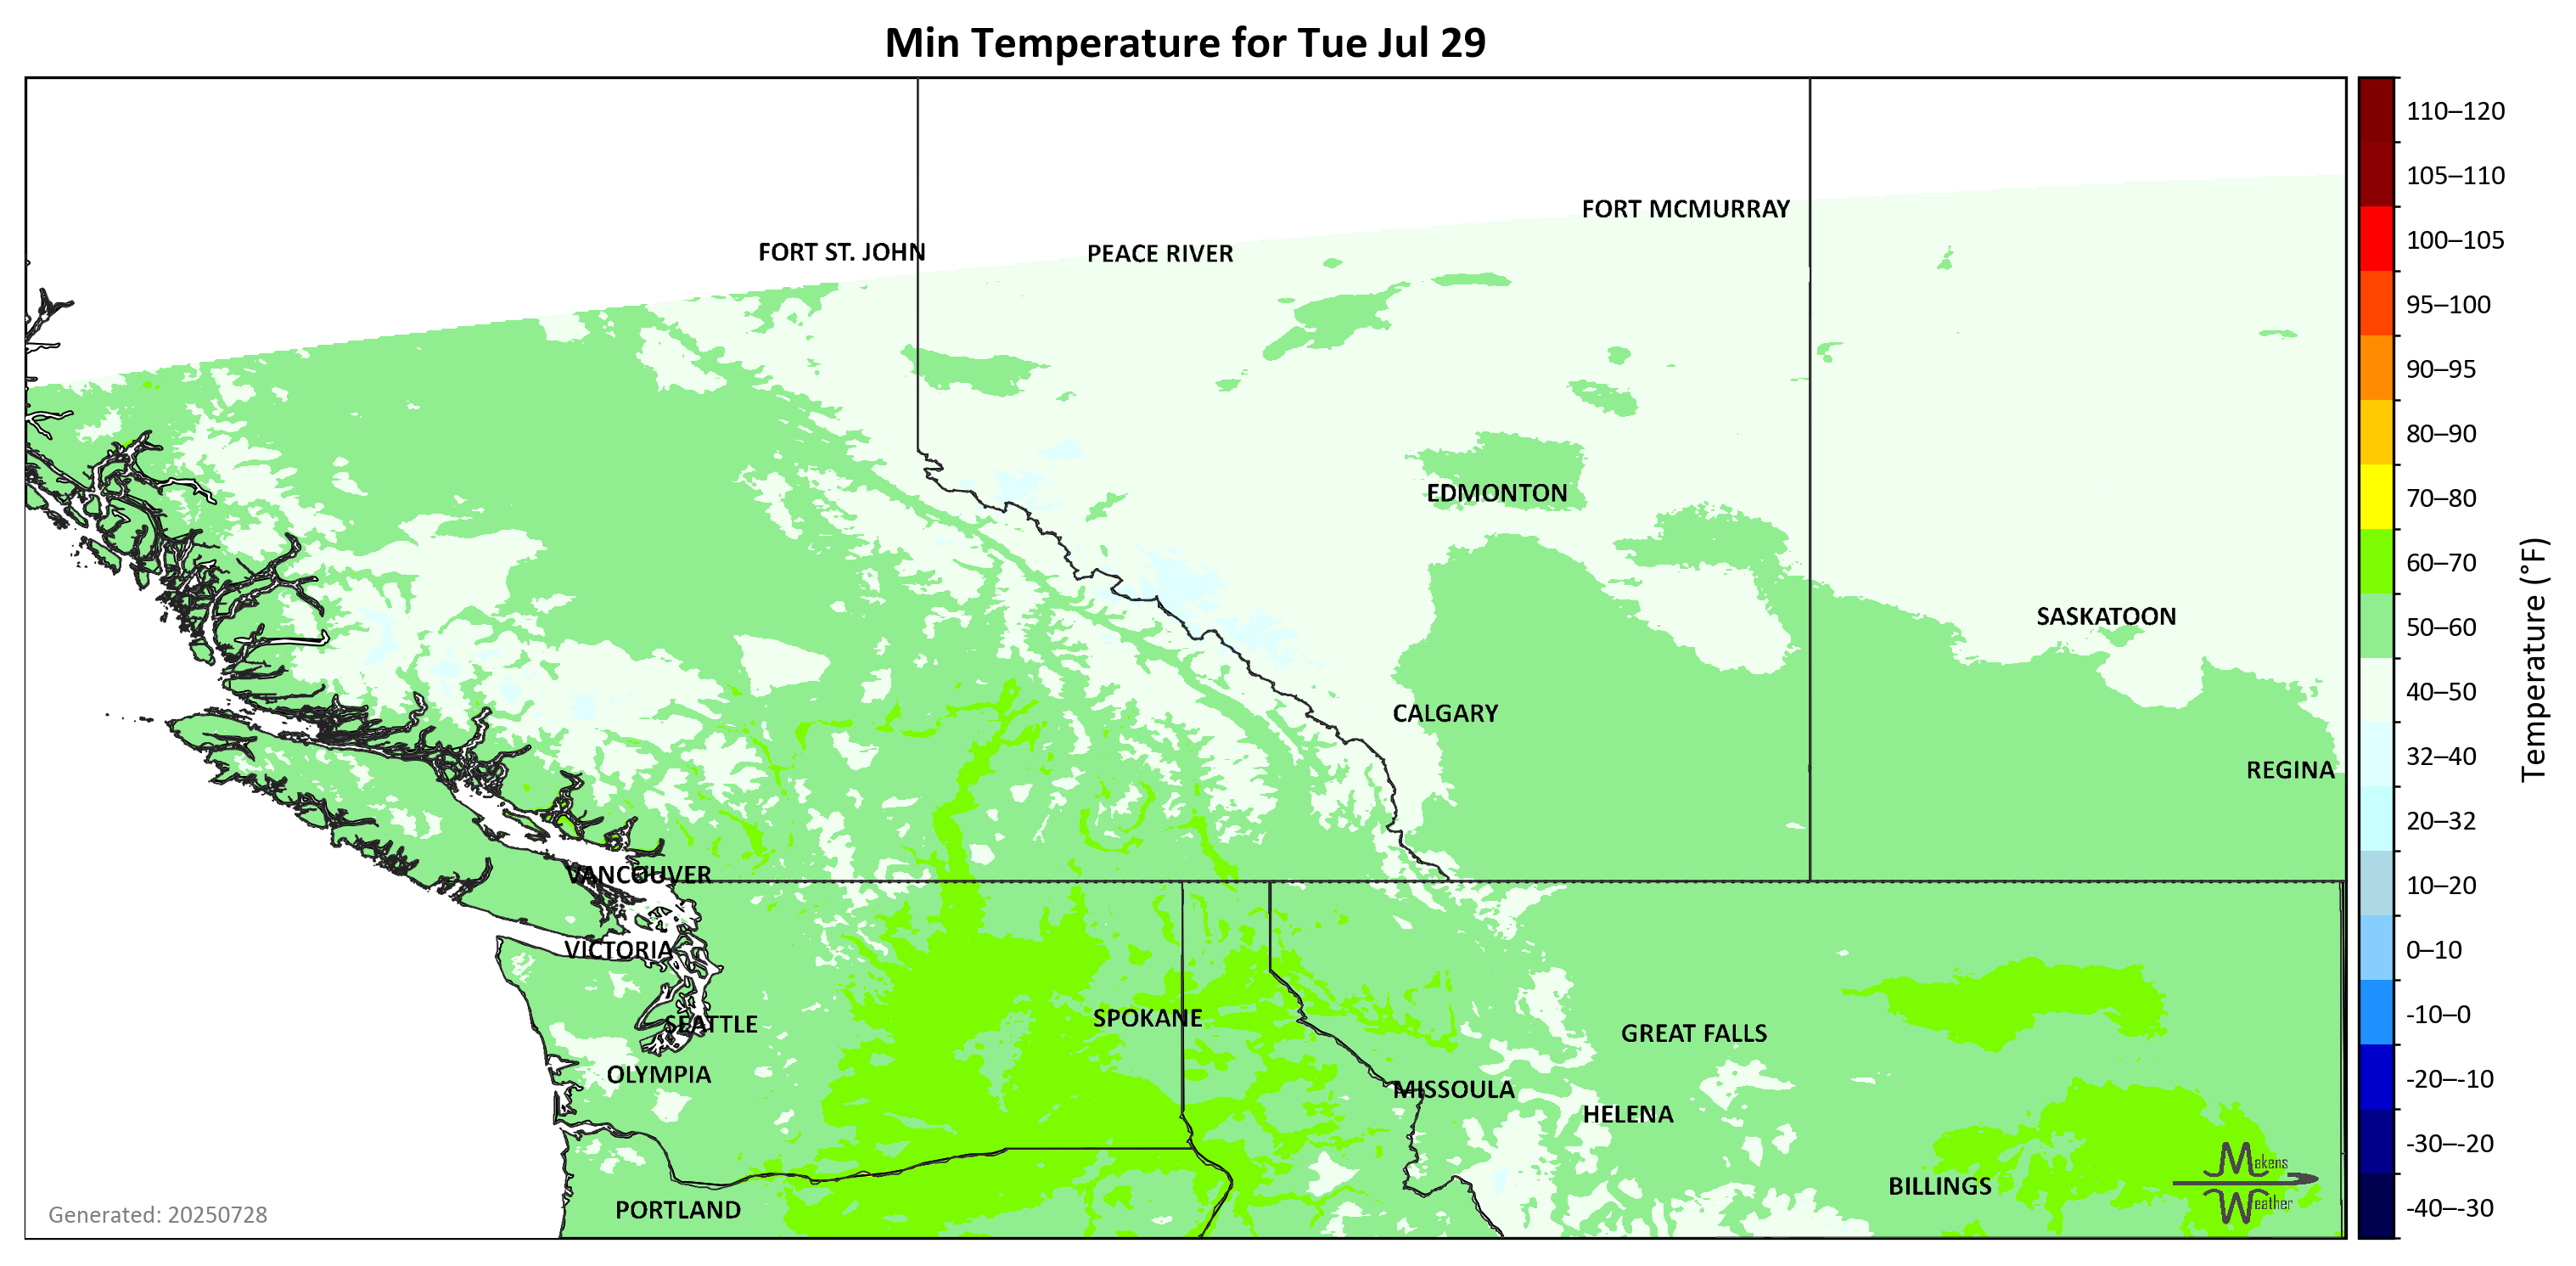 Min Temperature for Tue Jul 29
110–120
105–110
100–105
95–100
90–95
80–90
70–80
60–70
50–60
40–50
32–40
20–32
10–20
0–10
-10–0
-20–-10
-30–-20
-40–-30
Temperature (°F)
FORT MCMURRAY
FORT ST. JOHN
PEACE RIVER
EDMONTON
SASKATOON
CALGARY
REGINA
VANCOUVER
VICTORIA
SPOKANE
SEATTLE
GREAT FALLS
OLYMPIA
MISSOULA
HELENA
BILLINGS
PORTLAND
Makens
Weather
Generated: 20250728